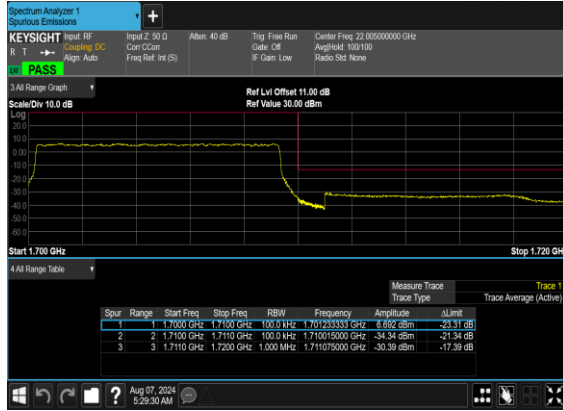 Spectrum Analyzer 1
Spurious Emissions
KEYSIGHT Input: RF Input Z: 50 Ω Atten: 40 dB Trig: Free Run Center Freq: 22.005000000 GHz
R T Coupling: DC Corr CCorr Gate: Off Avg|Hold: 100/100
Align: Auto Freq Ref: Int (S) IF Gain: Low Radio Std: None
PASS
3 All Range Graph
Ref Lvl Offset 11.00 dB
Scale/Div 10.0 dB Ref Value 30.00 dBm
Log
20.0
10.0
0.00
-10.0
-20.0
-30.0
-40.0
-50.0
-60.0
Start 1.700 GHz Stop 1.720 GH
4 All Range Table
Measure Trace Trace 1
Trace Type Trace Average (Active)
Spur Range Start Freq Stop Freq RBW Frequency Amplitude ΔLimit
1 1 1.7000 GHz 1.7100 GHz 100.0 kHz 1.701233333 GHz 6.692 dBm -23.31 dB
2 2 1.7100 GHz 1.7110 GHz 100.0 kHz 1.710015000 GHz -34.34 dBm -21.34 dB
3 3 1.7110 GHz 1.7200 GHz 1.000 MHz 1.711075000 GHz -30.39 dBm -17.39 dB
? Aug 07, 2024
5:29:30 AM